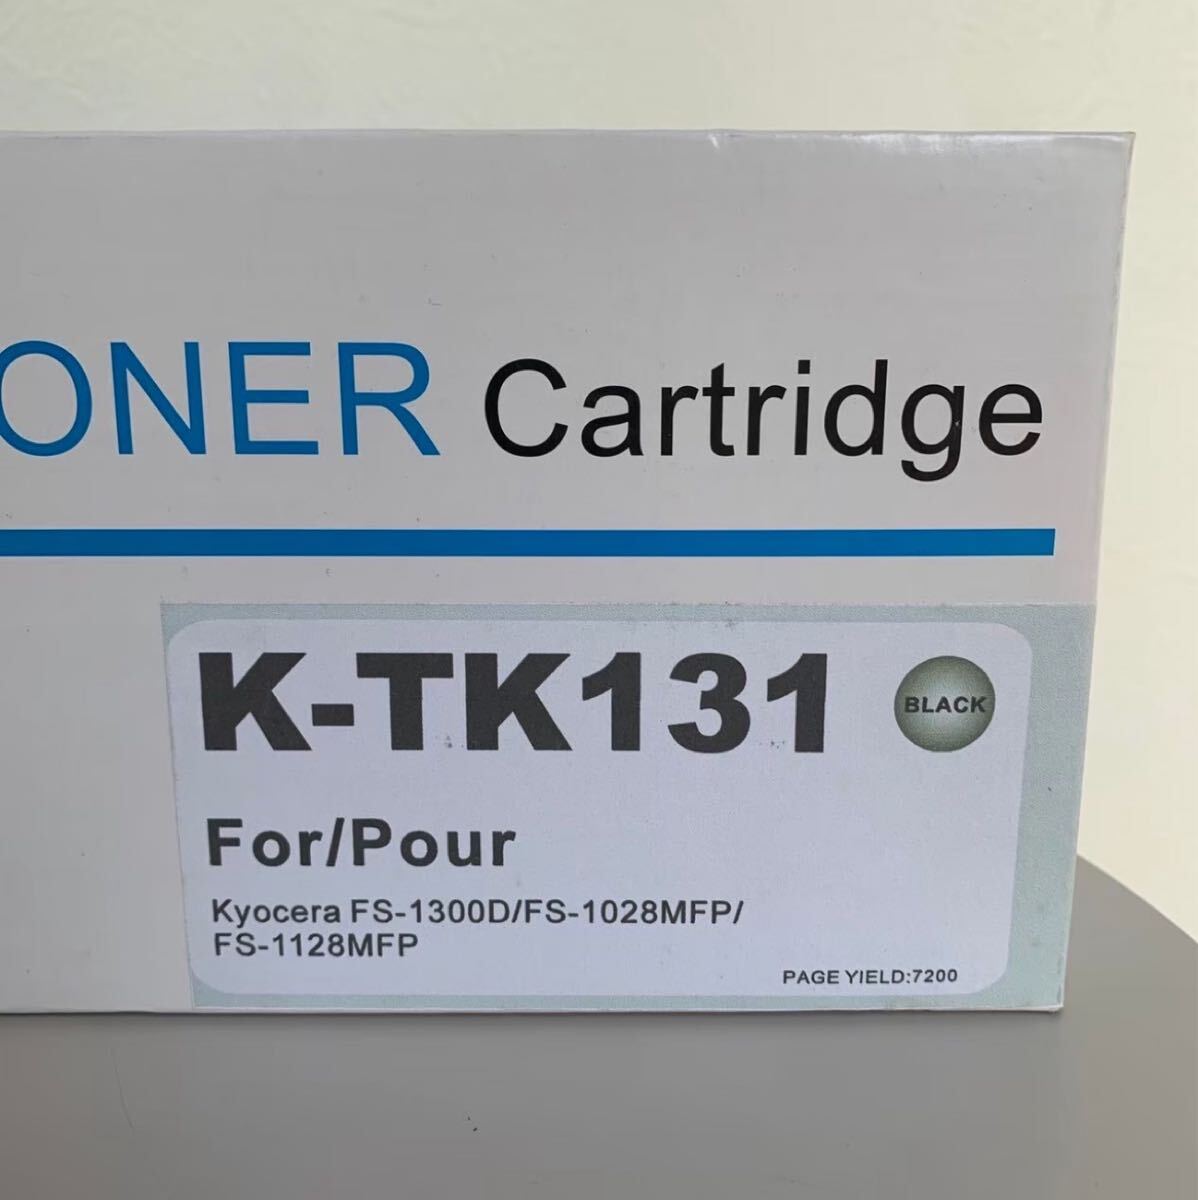 ONER Cartridge
K-TK131
BLACK
For/Pour
Kyocera FS-1300D/FS-1028MFP/
FS-1128MFP
PAGE YIELD:7200